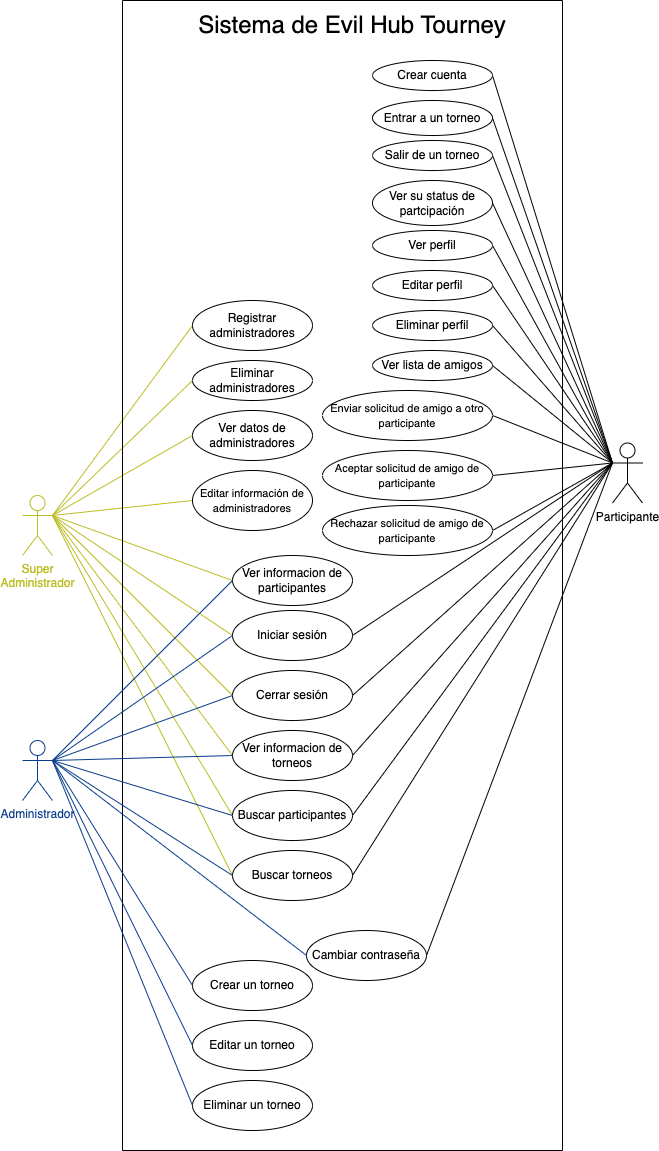 Sistema de Evil Hub Tourney
Crear cuenta
Entrar a un torneo
Salir de un torneo
Ver su status de
partcipación
Ver perfil
Editar perfil
Eliminar perfil
Ver lista de amigos
Enviar solicitud de amigo a otro
participante
Aceptar solicitud de amigo de
participante
Rechazar solicitud de amigo de
participante
Participante
Registrar
administradores
Eliminar
administradores
Ver datos de
administradores
Editar información de
administradores
Super
Administrador
Ver informacion de
participantes
Iniciar sesión
Cerrar sesión
Ver informacion de
torneos
Buscar participantes
Buscar torneos
Administrador
Cambiar contraseña
Crear un torneo
Editar un torneo
Eliminar un torneo